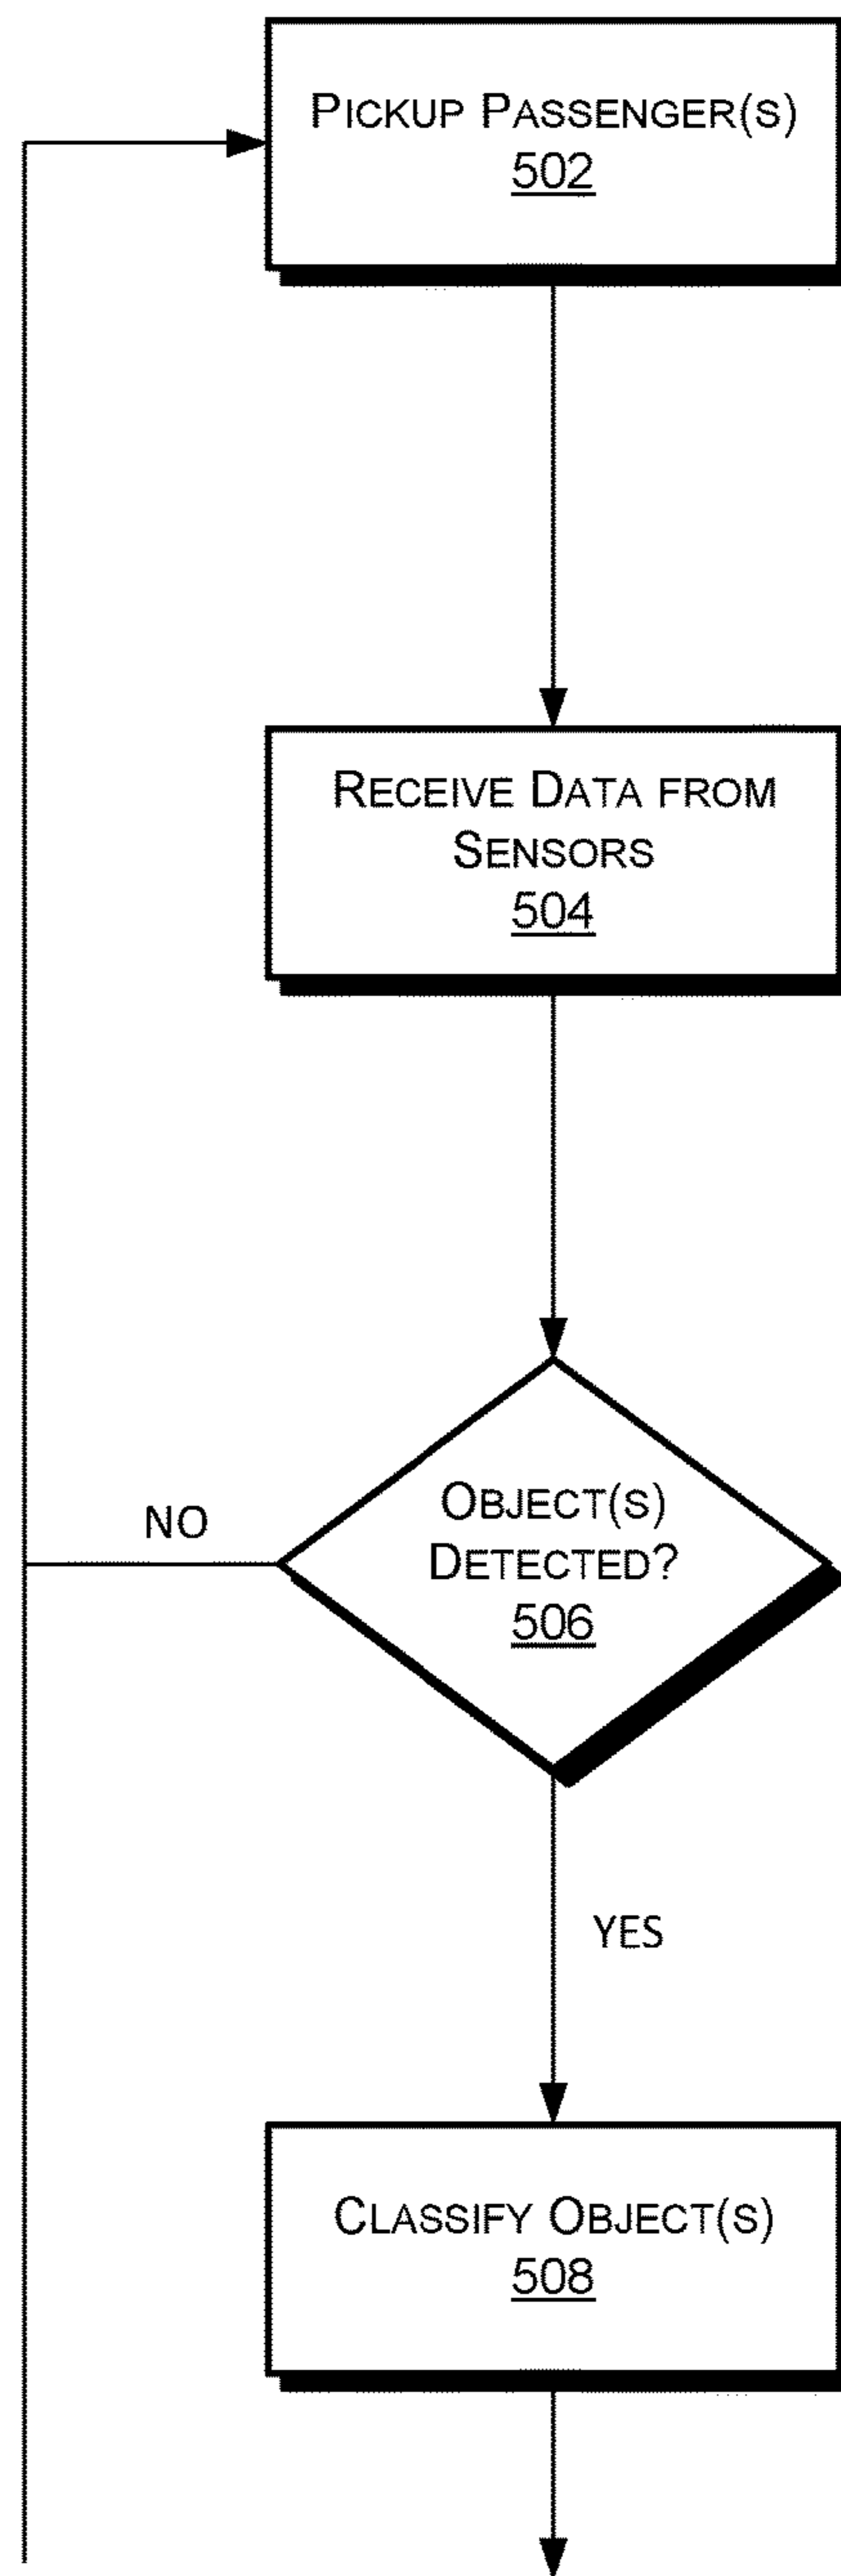 PICKUP PASSENGER(S)
502
RECEIVE DATA FROM
SENSORS
504
OBJECT(S)
DETECTED?
506
NO
YES
CLASSIFY OBJECT(S)
508